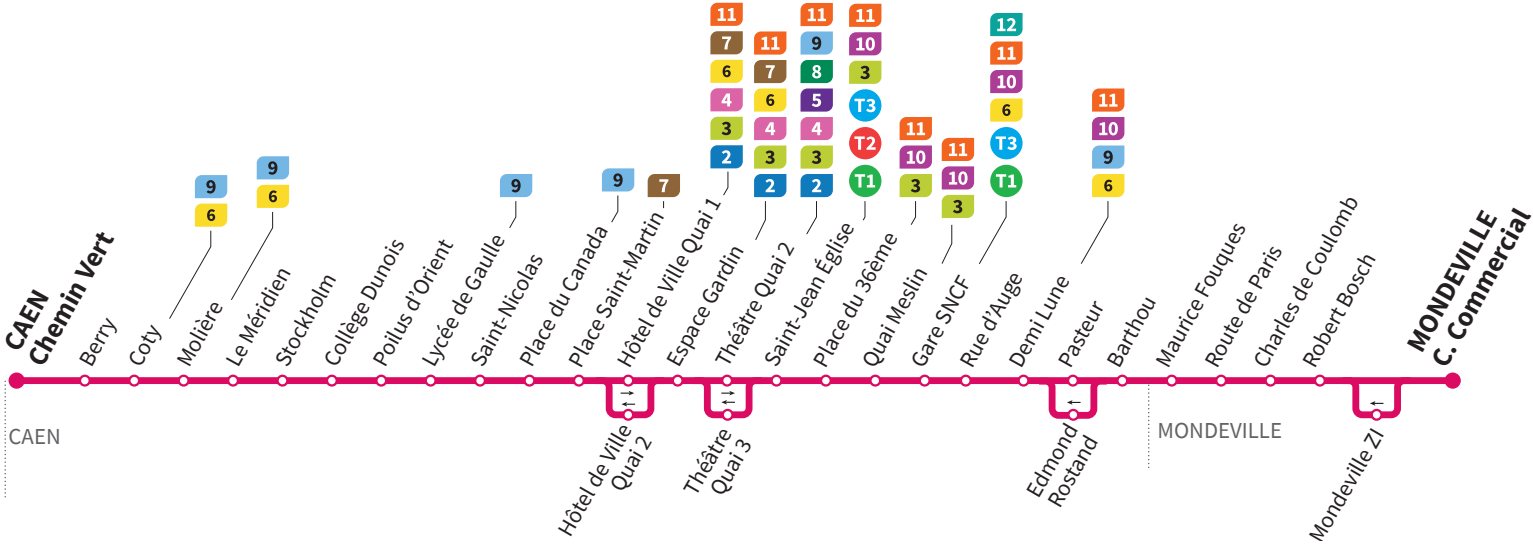 11
7
6
4
3
2
11
7
6
4
3
2
11
9
8
5
4
3
2
11
10
3
T3
T2
T1
11
10
3
11
10
3
12
11
10
6
T3
T1
11
10
9
6
9
6
9
6
9
9
7
CAEN
Chemin Vert
Berry
Coty
Molière
Le Méridien
Stockholm
Collège Dunois
Poilus d'Orient
Lycée de Gaulle
Saint-Nicolas
Place du Canada
Place Saint-Martin
Hôtel de Ville Quai 1
Espace Gardin
Théâtre Quai 2
Saint-Jean Église
Place du 36ème
Quai Meslin
Gare SNCF
Rue d'Auge
Demi Lune
Pasteur
Barthou
Maurice Fouques
Route de Paris
Charles de Coulomb
Robert Bosch
MONDEVILLE
C. Commercial
CAEN
Hôtel de Ville
Quai 2
Théâtre
Quai 3
Edmond
Rostand
MONDEVILLE
Mondeville ZI